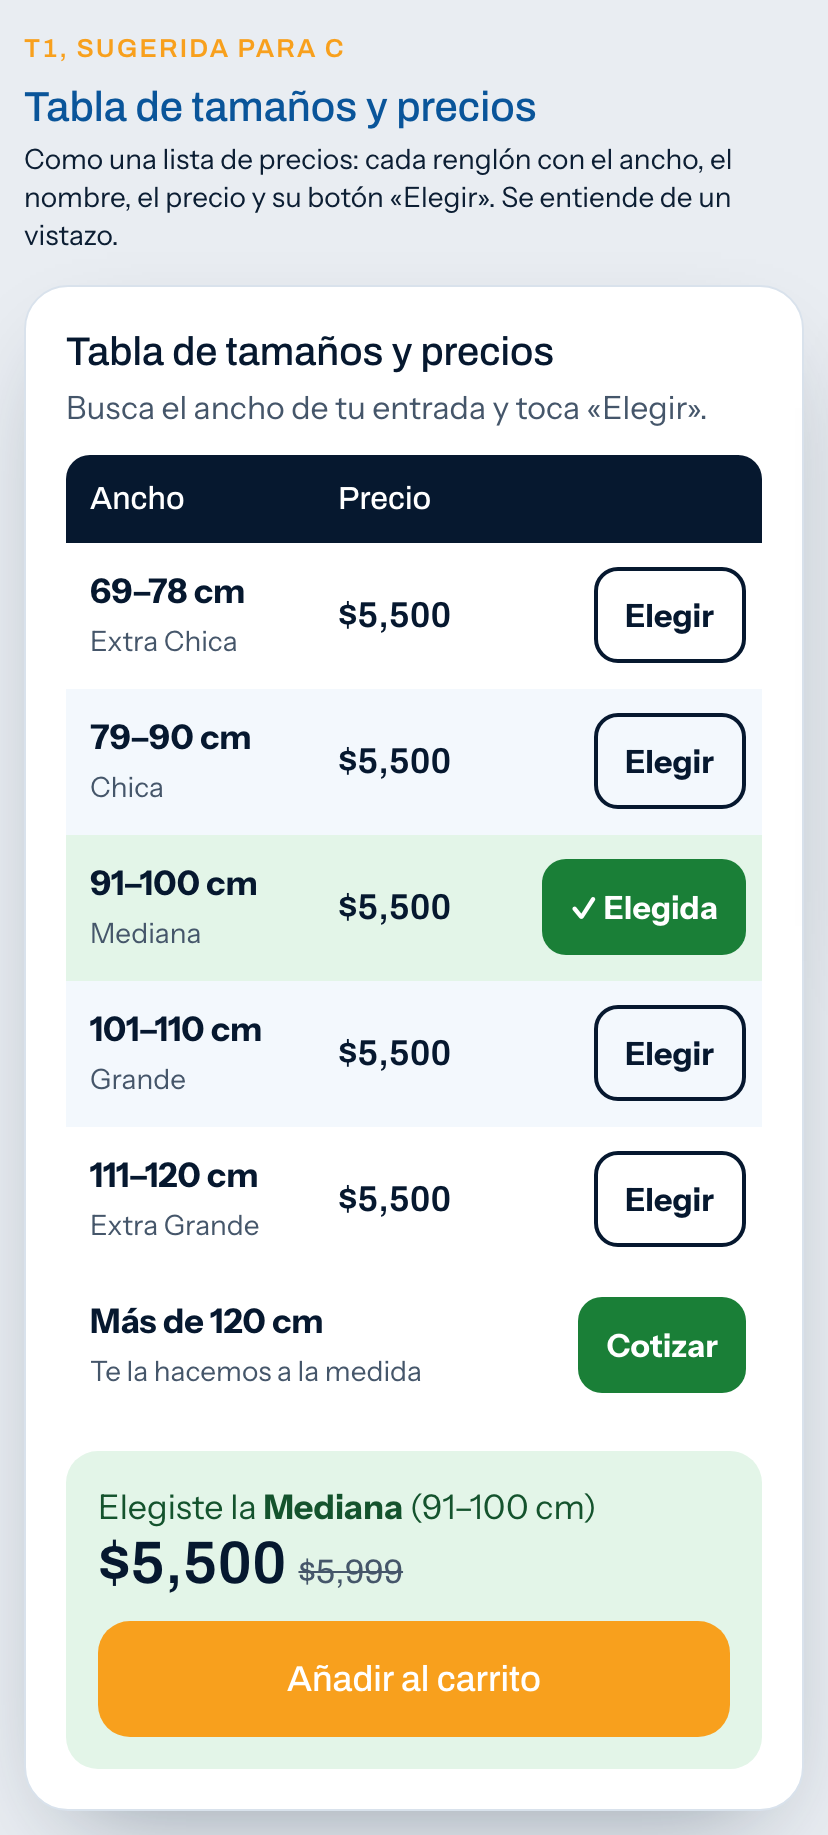 T1, SUGERIDA PARA C
Tabla de tamaños y precios
Como una lista de precios: cada renglón con el ancho, el
nombre, el precio y su botón «Elegir». Se entiende de un
vistazo.
Tabla de tamaños y precios
Busca el ancho de tu entrada y toca «Elegir».
Ancho Precio
69–78 cm
Extra Chica
$5,500
Elegir
79–90 cm
Chica
$5,500
Elegir
91–100 cm
Mediana
$5,500
✓ Elegida
101–110 cm
Grande
$5,500
Elegir
111–120 cm
Extra Grande
$5,500
Elegir
Más de 120 cm
Te la hacemos a la medida
Cotizar
Elegiste la Mediana (91–100 cm)
$5,500 $5,999
Añadir al carrito